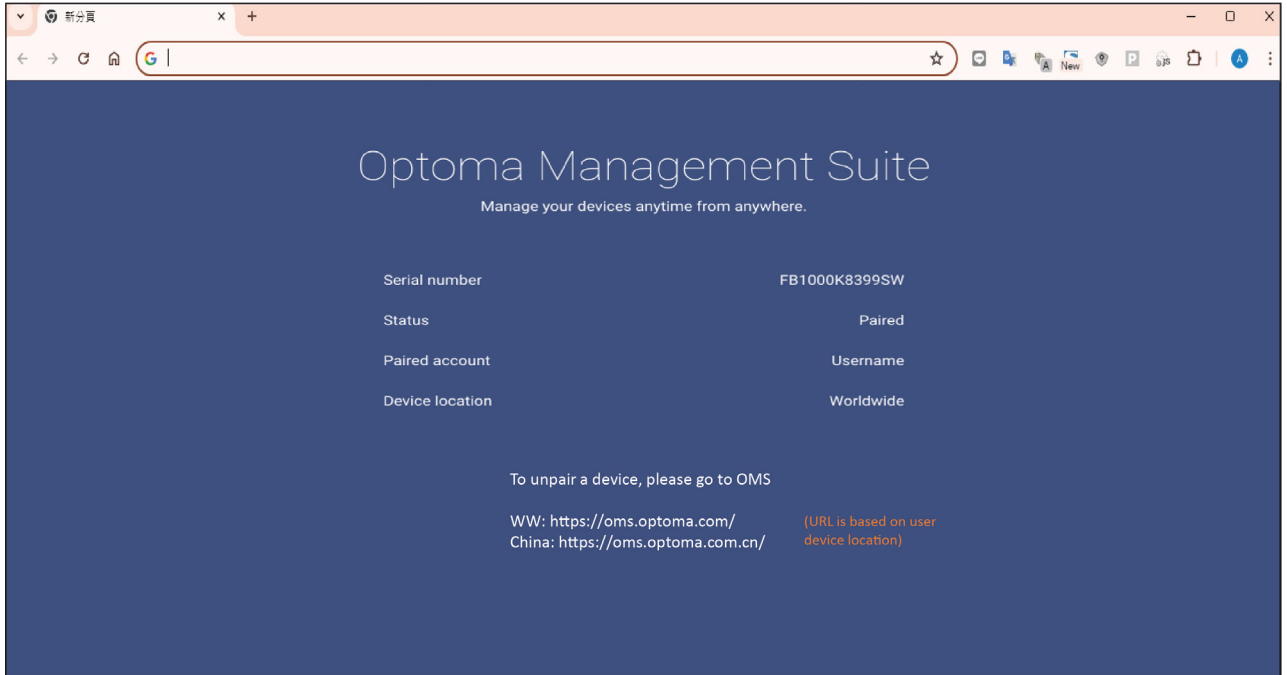 新分頁
New
A
P
js
A
Optoma Management Suite
Manage your devices anytime from anywhere.
Serial number FB1000K8399SW
Status Paired
Paired account Username
Device location Worldwide
To unpair a device, please go to OMS
WW: https://oms.optoma.com/ (URL is based on user
China: https://oms.optoma.com.cn/ device location)